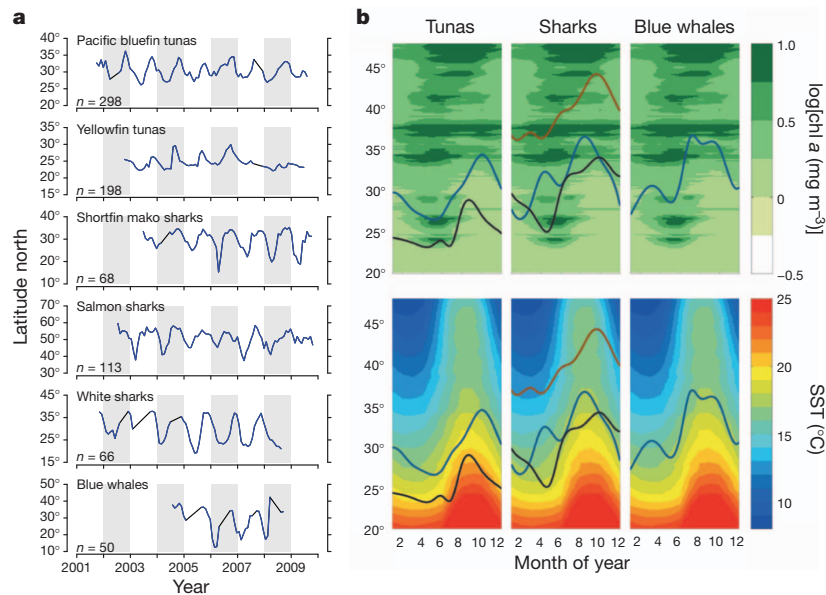 a
Pacific bluefin tunas
40°
35°
30°
25°
20°
n = 298
Yellowfin tunas
35°
30°
25°
20°
15°
n = 198
Shortfin mako sharks
40°
30°
20°
10°
n = 68
Salmon sharks
70°
60°
50°
40°
30°
n = 113
White sharks
45°
35°
25°
15
n = 66
Blue whales
50°
40°
30°
20°
10°
n = 50
2001 2003 2005 2007 2009
Year
Latitude north
b
Tunas Sharks Blue whales
45°
40°
35°
30°
25°
20°
1.0
0.5
0
–0.5
log[chl a (mg m–3)]
45°
40°
35°
30°
25°
20°
25
20
15
10
SST (°C)
2 4 6 8 10 12 2 4 6 8 10 12 2 4 6 8 10 12
Month of year